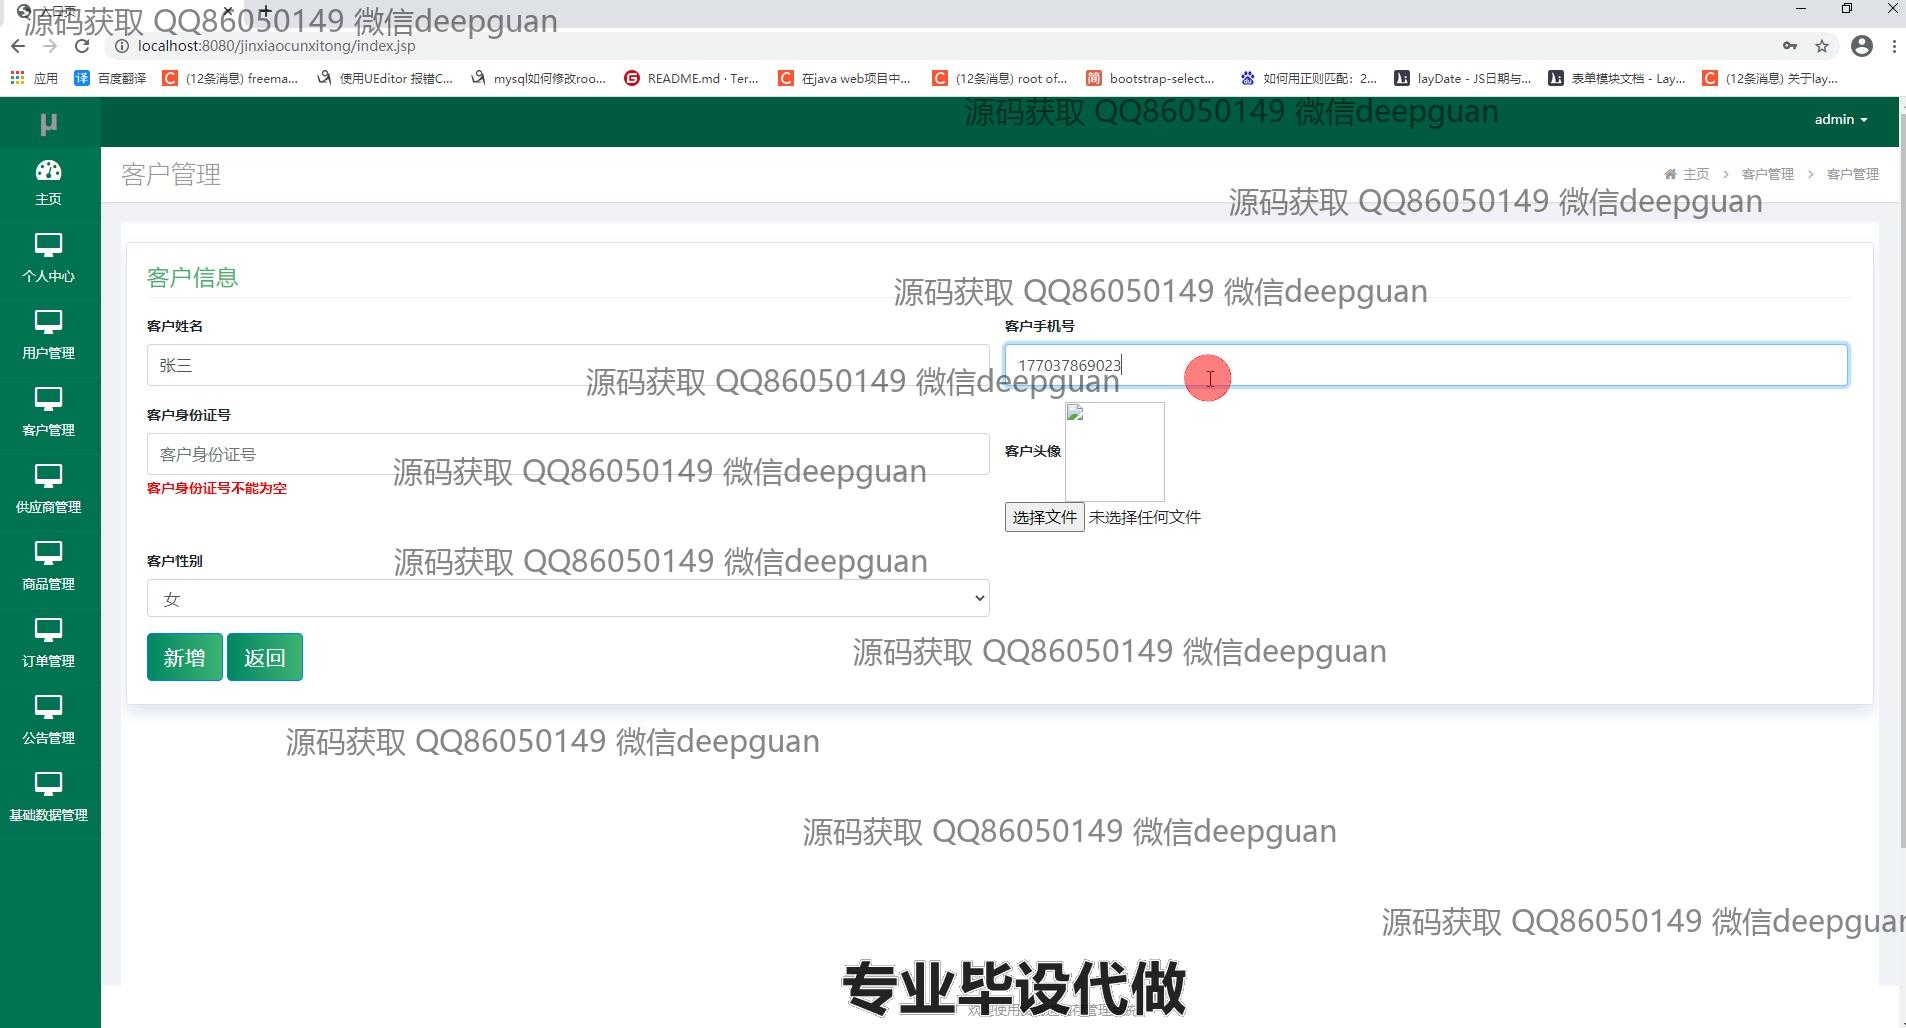 源码获取 QQ86050149 微信deepguan
localhost:8080/jinxiaocunxitong/index.jsp
应用
百度翻译
(12条消息) freema...
使用UEditor 报错C...
mysql如何修改roo...
README.md · Ter...
在java web项目中...
(12条消息) root of...
bootstrap-select...
如何用正则匹配：2...
layDate - JS日期与...
表单模块文档 - Lay...
(12条消息) 关于lay...
μ
源码获取 QQ86050149 微信deepguan
admin
主页
客户管理
主页 > 客户管理 > 客户管理
源码获取 QQ86050149 微信deepguan
个人中心
客户信息
源码获取 QQ86050149 微信deepguan
客户姓名
客户手机号
用户管理
张三
177037869023
源码获取 QQ86050149 微信deepguan
客户身份证号
客户管理
客户身份证号
客户头像
源码获取 QQ86050149 微信deepguan
客户身份证号不能为空
供应商管理
选择文件 未选择任何文件
客户性别
源码获取 QQ86050149 微信deepguan
商品管理
女
新增
返回
源码获取 QQ86050149 微信deepguan
订单管理
公告管理
源码获取 QQ86050149 微信deepguan
基础数据管理
源码获取 QQ86050149 微信deepguan
源码获取 QQ86050149 微信deepguan
专业毕设代做